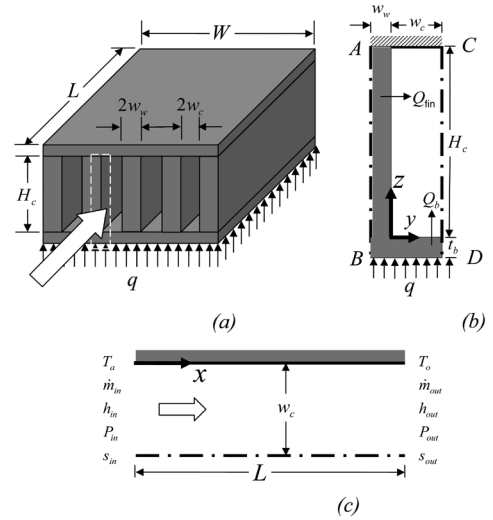 W
L
2w_w
2w_c
H_c
q
(a)
w_w
w_c
A
C
Q_fin
H_c
z
Q_b
y
t_b
B
D
q
(b)
T_a
x
T_o
ṁ_in
ṁ_out
h_in
w_c
h_out
P_in
P_out
s_in
s_out
L
(c)